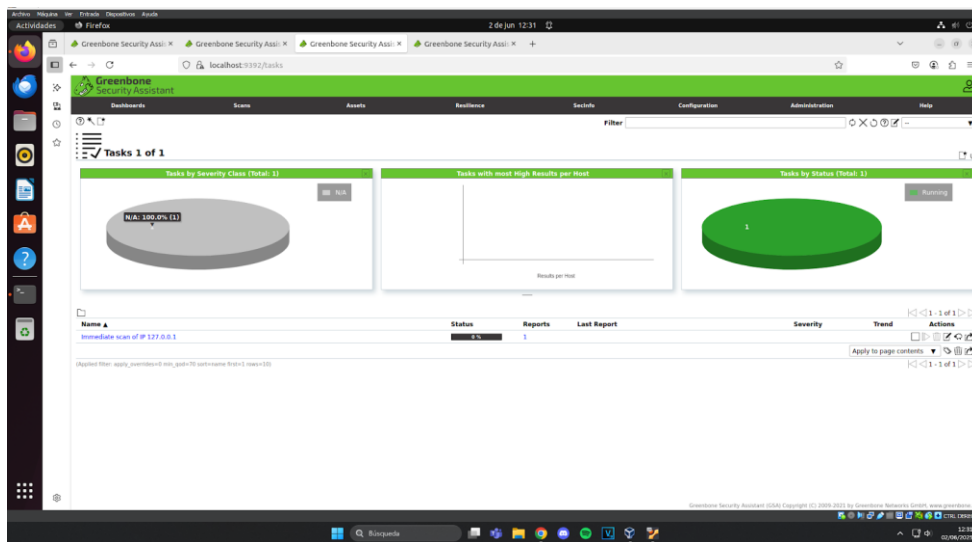 Archivo Máquina Ver Entrada Dispositivos Ayuda
Actividades Firefox 2 de jun 12:31
Greenbone Security Assis × Greenbone Security Assis × Greenbone Security Assis × Greenbone Security Assis × +
localhost:9392/tasks
Greenbone
Security Assistant
Dashboards Scans Assets Resilience SecInfo Configuration Administration Help
Filter --
Tasks 1 of 1
Tasks by Severity Class (Total: 1) Tasks with most High Results per Host Tasks by Status (Total: 1)
N/A Running
N/A: 100.0% (1)
1
Results per Host
1 - 1 of 1
Name ▲ Status Reports Last Report Severity Trend Actions
Immediate scan of IP 127.0.0.1 0 % 1
Apply to page contents ▼
(Applied filter: apply_overrides=0 min_qod=70 sort=name first=1 rows=10)
1 - 1 of 1
Greenbone Security Assistant (GSA) Copyright (C) 2009-2021 by Greenbone Networks GmbH, www.greenbone
CTRL DEREC
Búsqueda
12:31
02/06/2025